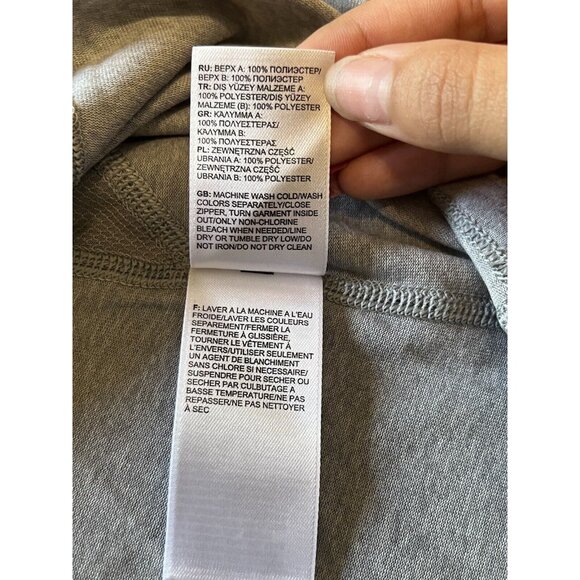 RU: ВЕРХ A: 100% ПОЛИЭСТЕР/
ВЕРХ B: 100% ПОЛИЭСТЕР
TR: DIŞ YÜZEY MALZEME A:
100% POLYESTER/DIŞ YÜZEY
MALZEME (B): 100% POLYESTER
GR: ΚΑΛΥΜΜΑ A:
100% ΠΟΛΥΕΣΤΕΡΑΣ/
ΚΑΛΥΜΜΑ B:
100% ΠΟΛΥΕΣΤΕΡΑΣ
PL: ZEWNĘTRZNA CZĘŚĆ
UBRANIA A: 100% POLYESTER/
ZEWNĘTRZNA CZĘŚĆ
UBRANIA B: 100% POLYESTER
GB: MACHINE WASH COLD/WASH
COLORS SEPARATELY/CLOSE
ZIPPER, TURN GARMENT INSIDE
OUT/ONLY NON-CHLORINE
BLEACH WHEN NEEDED/LINE
DRY OR TUMBLE DRY LOW/DO
NOT IRON/DO NOT DRY CLEAN
F: LAVER A LA MACHINE A L'EAU
FROIDE/LAVER LES COULEURS
SEPAREMENT/FERMER LA
FERMETURE À GLISSIÈRE,
TOURNER LE VÊTEMENT À
L'ENVERS/UTILISER SEULEMENT
UN AGENT DE BLANCHIMENT
SANS CHLORE SI NECESSAIRE/
SUSPENDRE POUR SECHER OU
SECHER PAR CULBUTAGE A
BASSE TEMPERATURE/NE PAS
REPASSER/NE PAS NETTOYER
À SEC